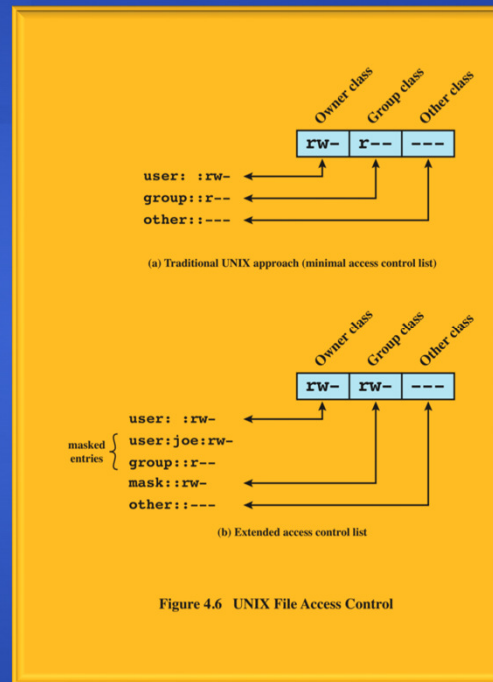 Owner class
Group class
Other class
rw- r-- ---
user: :rw-
group::r--
other::---
(a) Traditional UNIX approach (minimal access control list)
Owner class
Group class
Other class
rw- rw- ---
user: :rw-
masked entries
user:joe:rw-
group::r--
mask::rw-
other::---
(b) Extended access control list
Figure 4.6 UNIX File Access Control